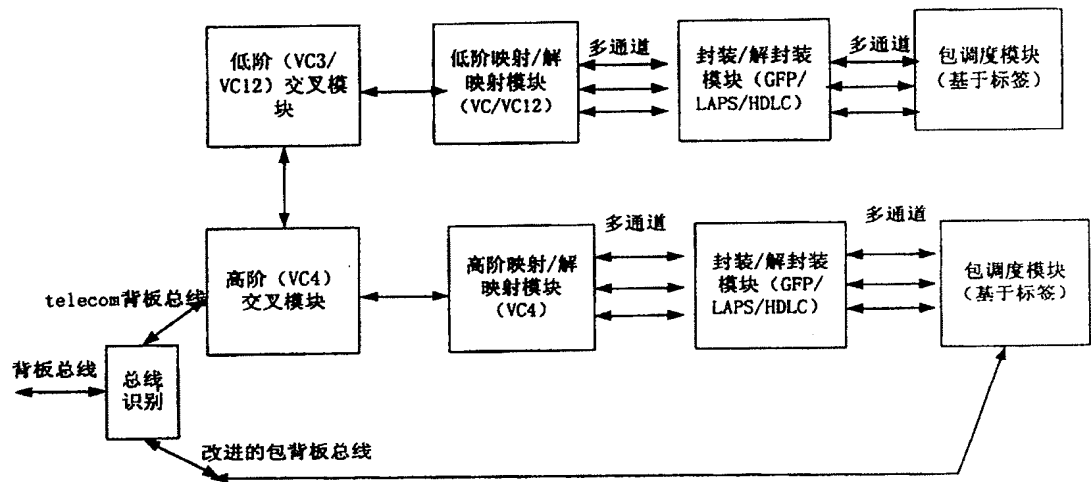 低阶（VC3/
VC12）交叉模
块
低阶映射/解
映射模块
（VC/VC12）
多通道
封装/解封装
模块（GFP/
LAPS/HDLC）
多通道
包调度模块
（基于标签）
高阶（VC4）
交叉模块
高阶映射/解
映射模块
（VC4）
多通道
封装/解封装
模块（GFP/
LAPS/HDLC）
多通道
包调度模块
（基于标签）
telecom背板总线
背板总线
总线
识别
改进的包背板总线